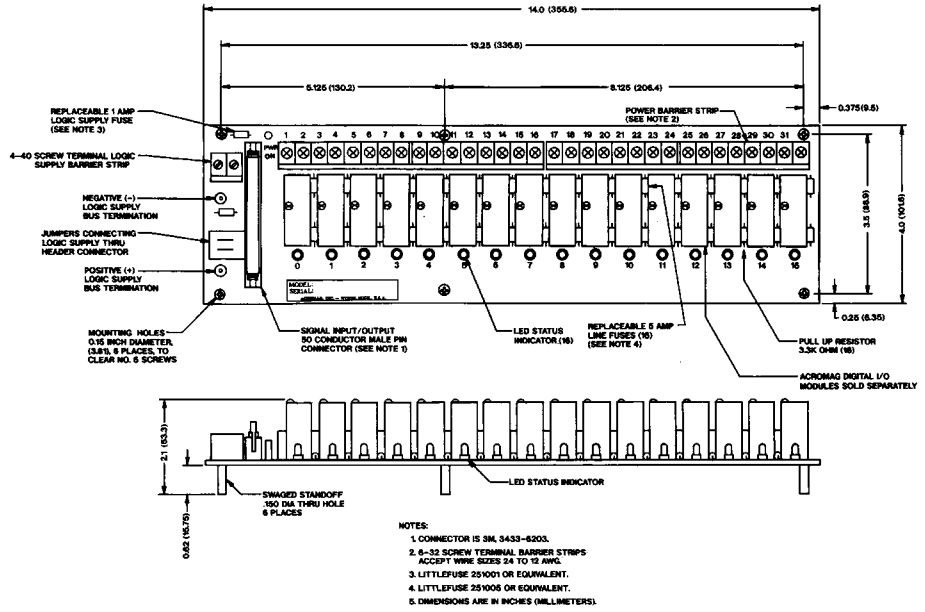 14.0 (355.6)
13.25 (336.6)
5.125 (130.2)
8.125 (206.4)
0.375(9.5)
REPLACEABLE 1 AMP
LOGIC SUPPLY FUSE
(SEE NOTE 3)
POWER BARRIER STRIP
(SEE NOTE 2)
PWR
ON
1 2 3 4 5 6 7 8 9 10 11 12 13 14 15 16 17 18 19 20 21 22 23 24 25 26 27 28 29 30 31
4-40 SCREW TERMINAL LOGIC
SUPPLY BARRIER STRIP
NEGATIVE (-)
LOGIC SUPPLY
BUS TERMINATION
JUMPERS CONNECTING
LOGIC SUPPLY THRU
HEADER CONNECTOR
POSITIVE (+)
LOGIC SUPPLY
BUS TERMINATION
3.5 (88.9)
4.0 (101.6)
0 1 2 3 4 5 6 7 8 9 10 11 12 13 14 15
MODEL:
SERIAL:
0.25 (6.35)
MOUNTING HOLES
0.15 INCH DIAMETER,
(3.81), 6 PLACES, TO
CLEAR NO. 6 SCREWS
SIGNAL INPUT/OUTPUT
50 CONDUCTOR MALE PIN
CONNECTOR (SEE NOTE 1)
LED STATUS
INDICATOR (16)
REPLACEABLE 5 AMP
LINE FUSES (16)
(SEE NOTE 4)
PULL UP RESISTOR
3.3K OHM (16)
ACROMAG DIGITAL I/O
MODULES SOLD SEPARATELY
2.1 (53.3)
0.62 (15.75)
SWAGED STANDOFF
.150 DIA THRU HOLE
6 PLACES
LED STATUS INDICATOR
NOTES:
1. CONNECTOR IS 3M, 3433-6203.
2. 6-32 SCREW TERMINAL BARRIER STRIPS
ACCEPT WIRE SIZES 24 TO 12 AWG.
3. LITTLEFUSE 251001 OR EQUIVALENT.
4. LITTLEFUSE 251005 OR EQUIVALENT.
5. DIMENSIONS ARE IN INCHES (MILLIMETERS).